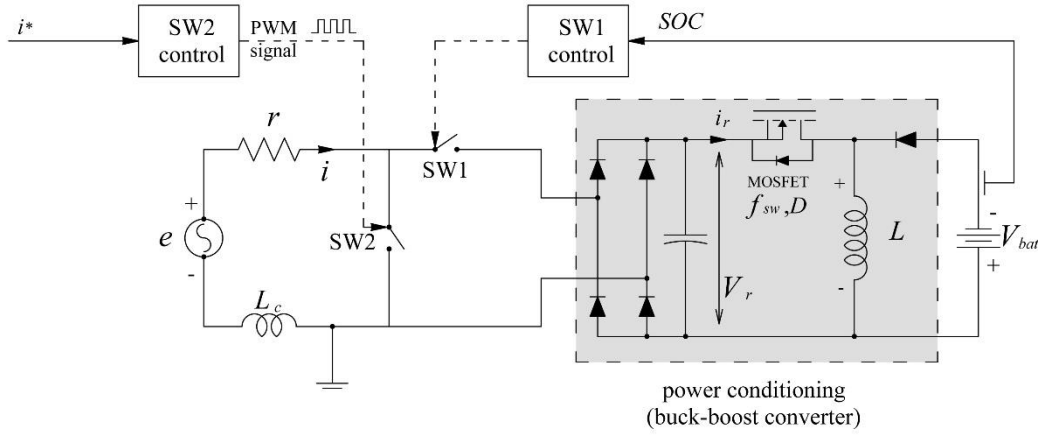 i*
SW2
control
PWM
signal
SW1
control
SOC
r
i
SW1
i_r
MOSFET
f_sw,D
+
e
-
SW2
L_c
V_r
+
L
-
-
V_bat
+
power conditioning
(buck-boost converter)